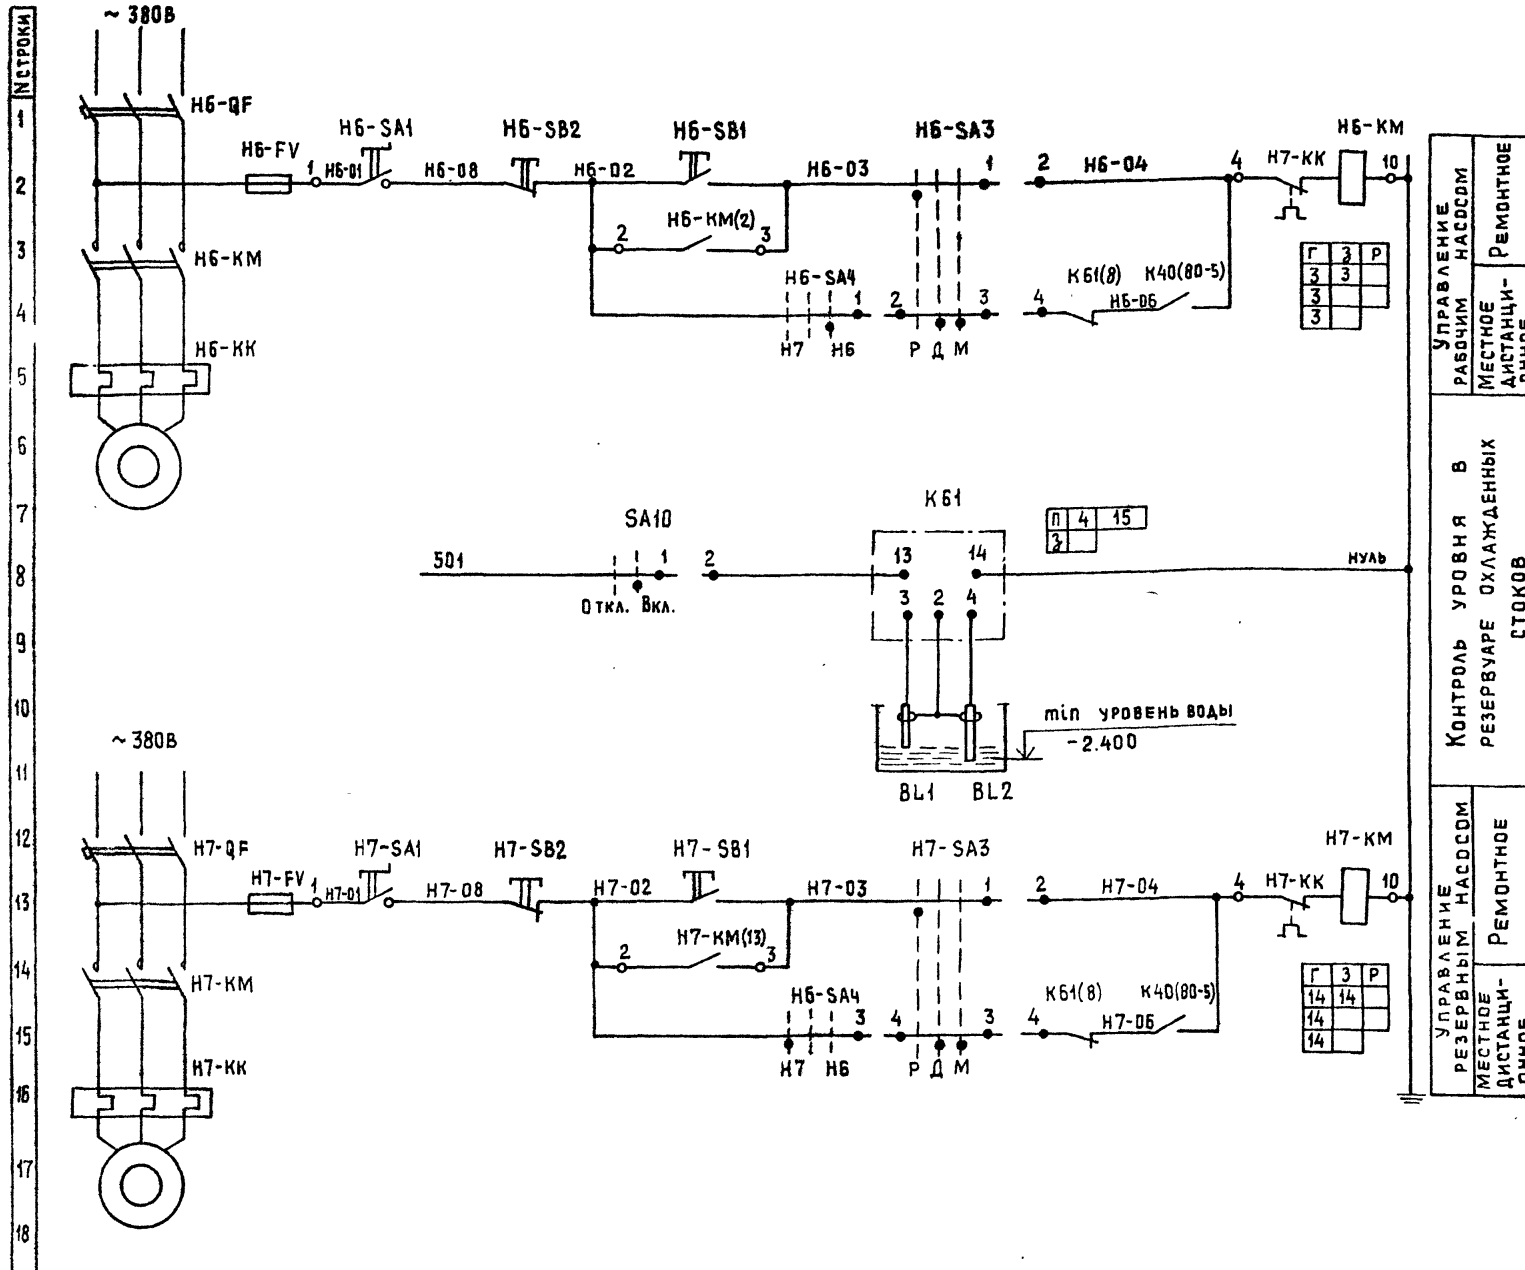 N СТРОКИ
1
2
3
4
5
6
7
8
9
10
11
12
13
14
15
16
17
18
~ 380В
Н6-QF
Н6-FV
1
Н6-01
Н6-SA1
Н6-08
Н6-SB2
Н6-02
Н6-SB1
Н6-03
Н6-SA3
1
2
Н6-04
4
Н7-КК
Н6-КМ
10
2
Н6-КМ(2)
3
Н6-КМ
Н6-SA4
1
2
3
4
К61(8)
Н6-06
К40(80-5)
Н7
Н6
Р Д М
Г З Р
3 3
3
3
Н6-КК
SA10
501
1
2
Откл. Вкл.
К61
13
14
3 2 4
П 4 15
З
НУЛЬ
min УРОВЕНЬ ВОДЫ
-2.400
BL1
BL2
~ 380В
Н7-QF
Н7-FV
1
Н7-01
Н7-SA1
Н7-08
Н7-SB2
Н7-02
Н7-SB1
Н7-03
Н7-SA3
1
2
Н7-04
4
Н7-КК
Н7-КМ
10
2
Н7-КМ(13)
3
Н7-КМ
Н6-SA4
3
4
3
4
К61(8)
Н7-06
К40(80-5)
Н7
Н6
Р Д М
Г З Р
14 14
14
14
Н7-КК
УПРАВЛЕНИЕ
РАБОЧИМ НАСОСОМ
РЕМОНТНОЕ
МЕСТНОЕ
ДИСТАНЦИ-
Контроль уровня в
резервуаре охлажденных
стоков
УПРАВЛЕНИЕ
РЕЗЕРВНЫМ НАСОСОМ
РЕМОНТНОЕ
МЕСТНОЕ
ДИСТАНЦИ-